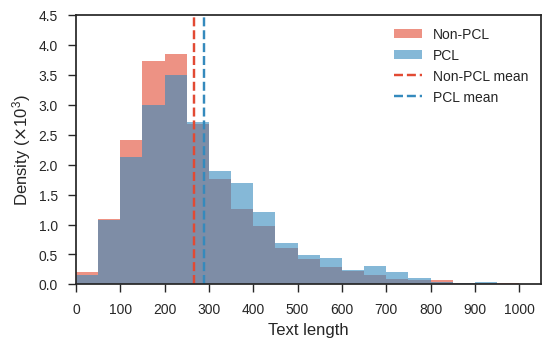 4.5
4.0
3.5
3.0
2.5
2.0
1.5
1.0
0.5
0.0
Density (×10³)
0 100 200 300 400 500 600 700 800 900 1000
Text length
Non-PCL
PCL
Non-PCL mean
PCL mean